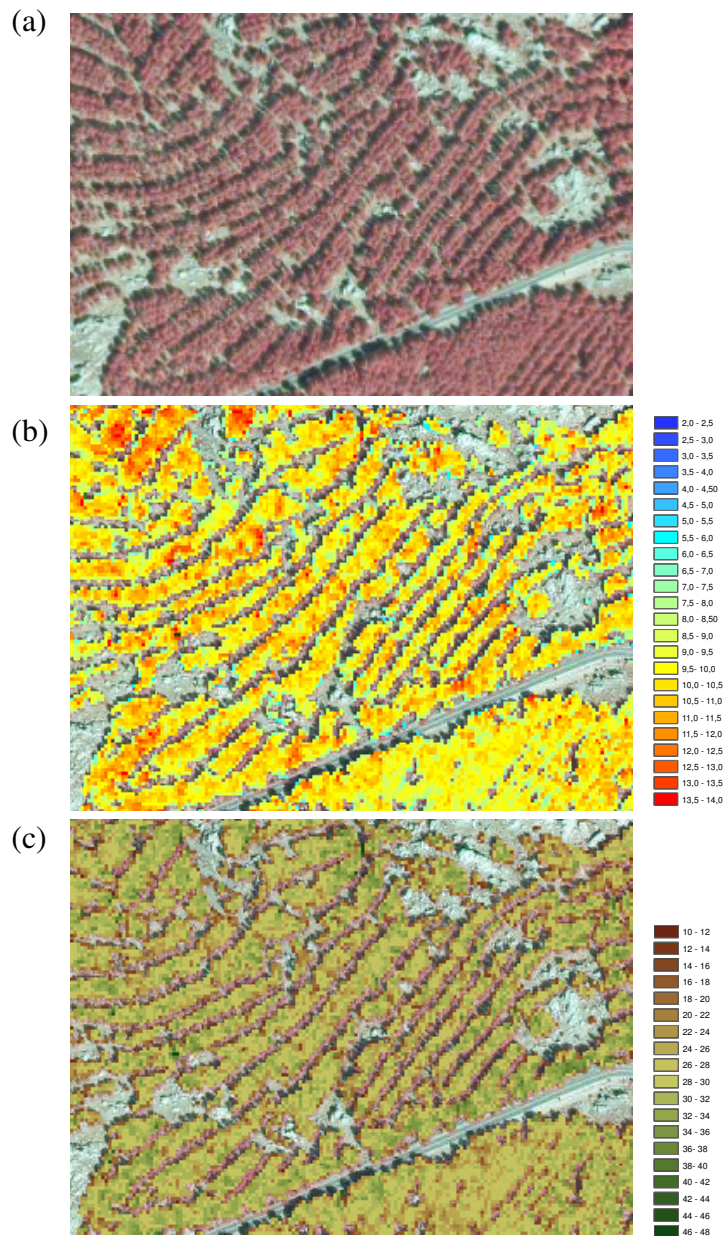 (a)
(b)
2,0 - 2,5
2,5 - 3,0
3,0 - 3,5
3,5 - 4,0
4,0 - 4,50
4,5 - 5,0
5,0 - 5,5
5,5 - 6,0
6,0 - 6,5
6,5 - 7,0
7,0 - 7,5
7,5 - 8,0
8,0 - 8,50
8,5 - 9,0
9,0 - 9,5
9,5- 10,0
10,0 - 10,5
10,5 - 11,0
11,0 - 11,5
11,5 - 12,0
12,0 - 12,5
12,5 - 13,0
13,0 - 13,5
13,5 - 14,0
(c)
10 - 12
12 - 14
14 - 16
16 - 18
18 - 20
20 - 22
22 - 24
24 - 26
26 - 28
28 - 30
30 - 32
32 - 34
34 - 36
36- 38
38 - 40
40 - 42
42 - 44
44 - 46
46 - 48